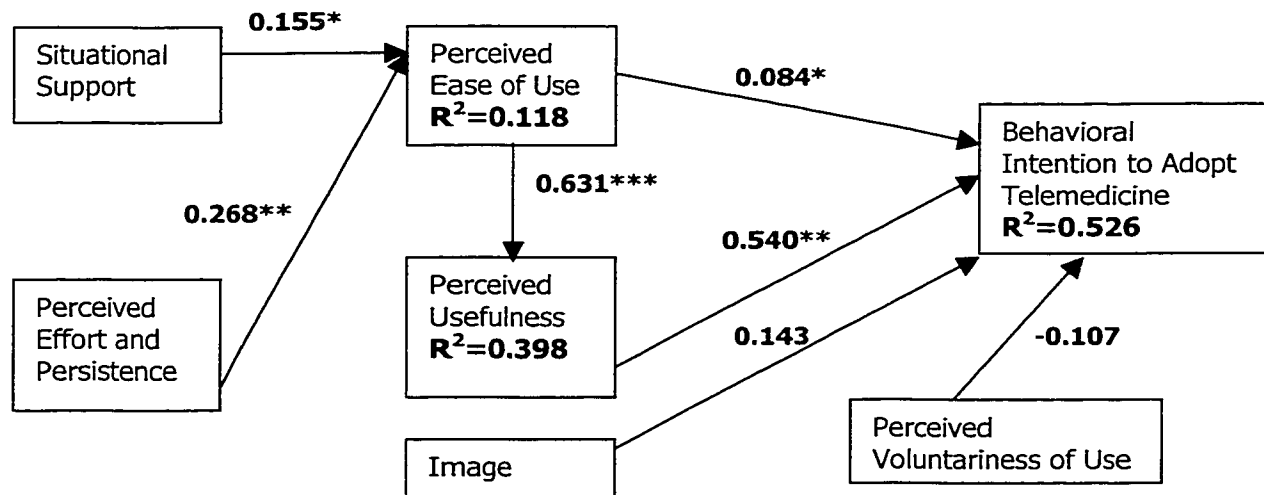 0.155*
Situational
Support
Perceived
Ease of Use
R²=0.118
0.084*
Behavioral
Intention to Adopt
Telemedicine
R²=0.526
0.631***
0.268**
0.540**
Perceived
Effort and
Persistence
Perceived
Usefulness
R²=0.398
0.143
-0.107
Image
Perceived
Voluntariness of Use